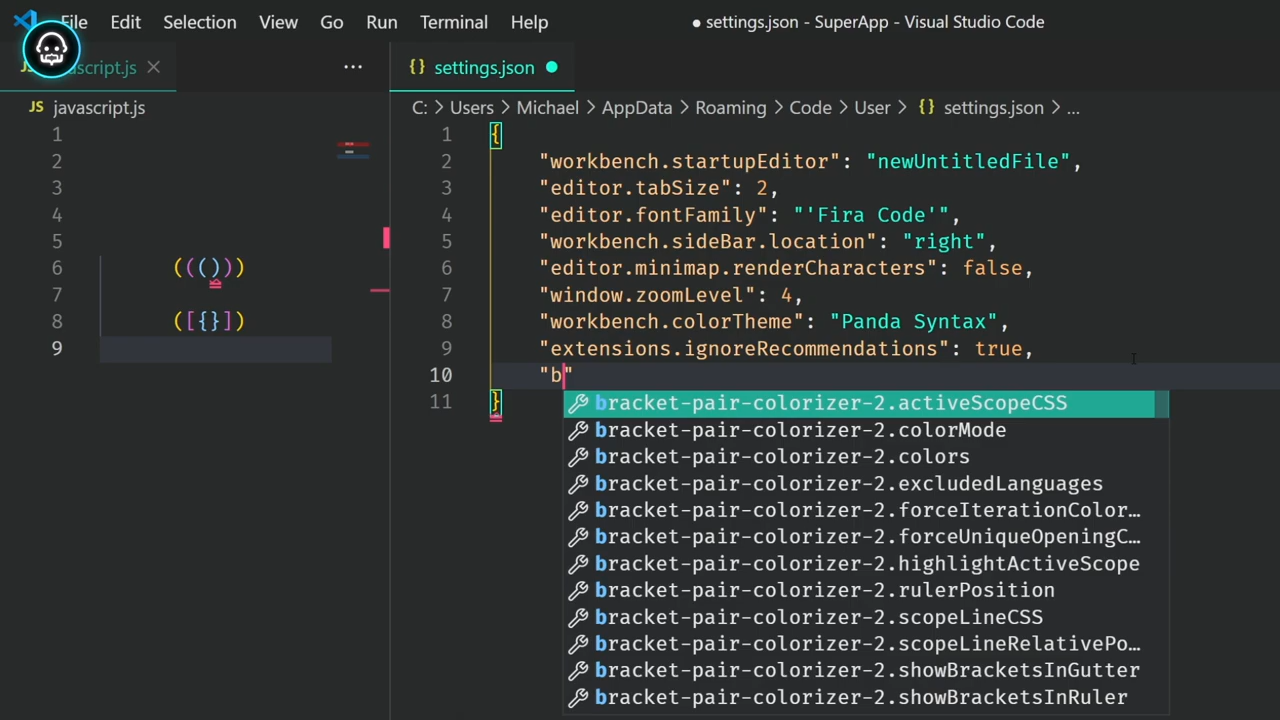 File Edit Selection View Go Run Terminal Help ● settings.json - SuperApp - Visual Studio Code
script.js × ···
{} settings.json ●
JS javascript.js
C: > Users > Michael > AppData > Roaming > Code > User > {} settings.json > ...
1
2
3
4
5
6 ((()))
7
8 ([{}])
9
1 {
2 "workbench.startupEditor": "newUntitledFile",
3 "editor.tabSize": 2,
4 "editor.fontFamily": "'Fira Code'",
5 "workbench.sideBar.location": "right",
6 "editor.minimap.renderCharacters": false,
7 "window.zoomLevel": 4,
8 "workbench.colorTheme": "Panda Syntax",
9 "extensions.ignoreRecommendations": true,
10 "b"
11 }
bracket-pair-colorizer-2.activeScopeCSS
bracket-pair-colorizer-2.colorMode
bracket-pair-colorizer-2.colors
bracket-pair-colorizer-2.excludedLanguages
bracket-pair-colorizer-2.forceIterationColor…
bracket-pair-colorizer-2.forceUniqueOpeningC…
bracket-pair-colorizer-2.highlightActiveScope
bracket-pair-colorizer-2.rulerPosition
bracket-pair-colorizer-2.scopeLineCSS
bracket-pair-colorizer-2.scopeLineRelativePo…
bracket-pair-colorizer-2.showBracketsInGutter
bracket-pair-colorizer-2.showBracketsInRuler